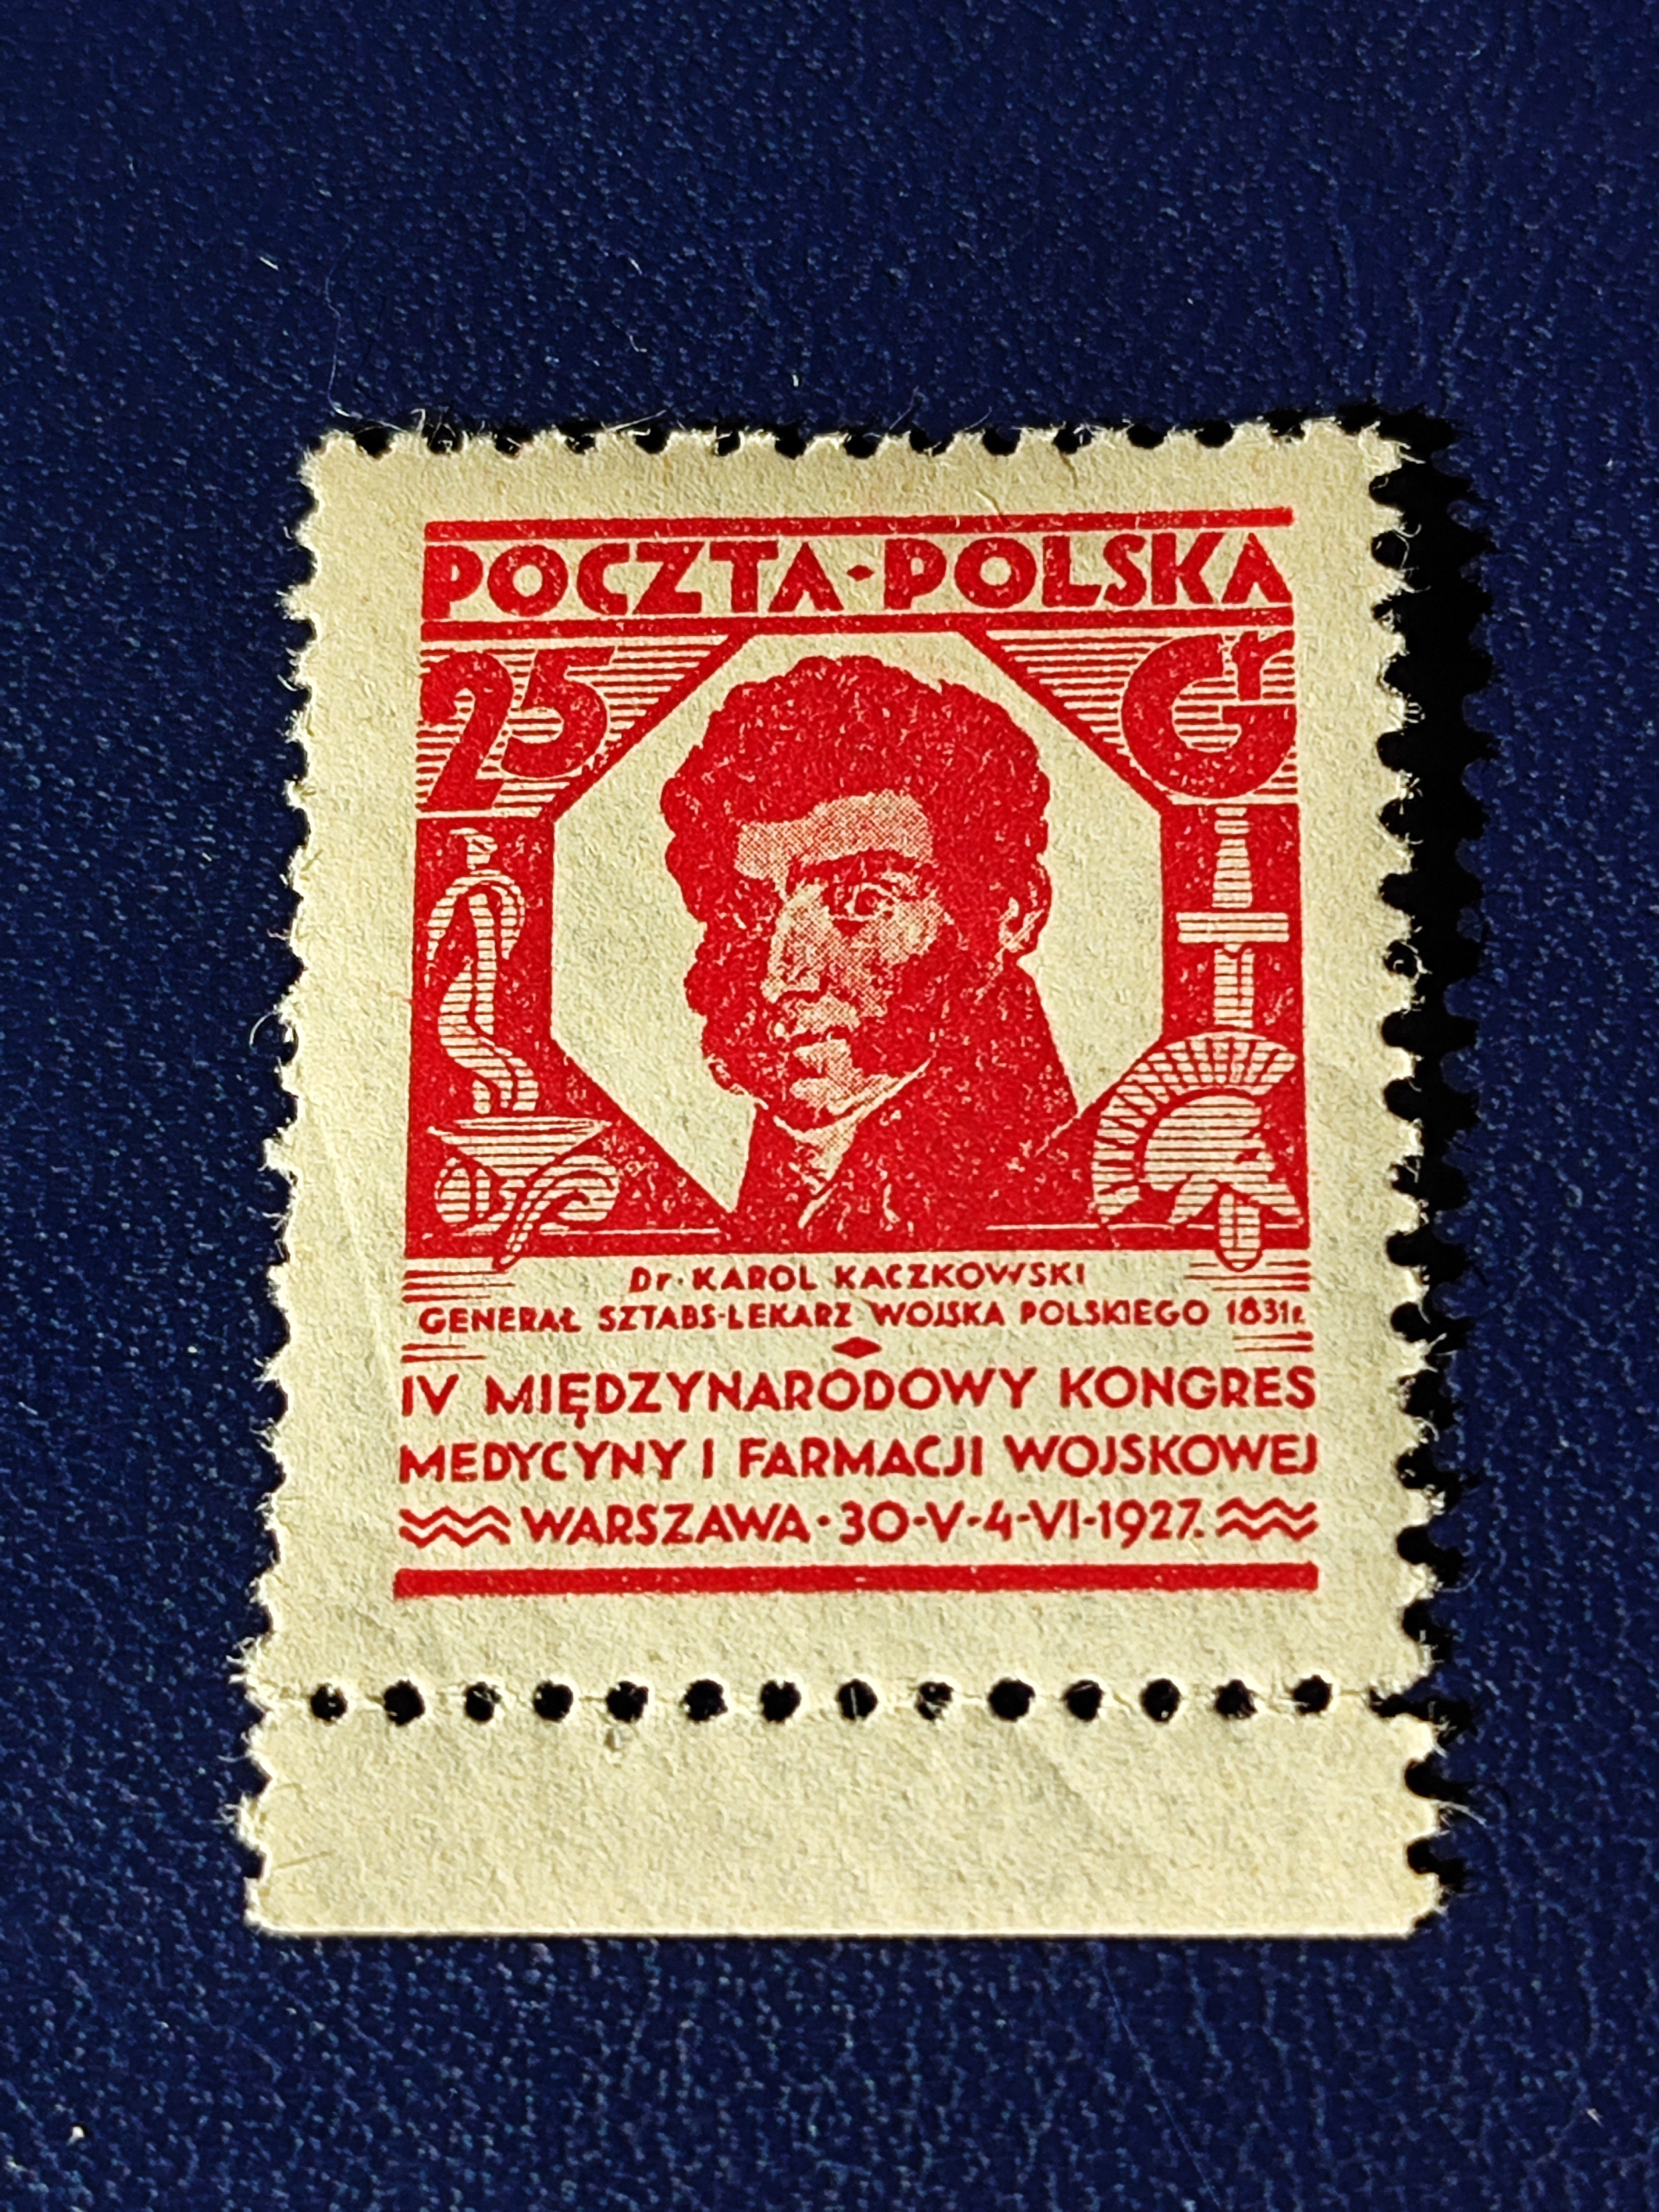 POCZTA·POLSKA
25 Gr
Dr·KAROL KACZKOWSKI
GENERAŁ SZTABS-LEKARZ WOJSKA POLSKIEGO 1831r.
IV MIĘDZYNARODOWY KONGRES
MEDYCYNY I FARMACJI WOJSKOWEJ
WARSZAWA·30-V-4-VI-1927.